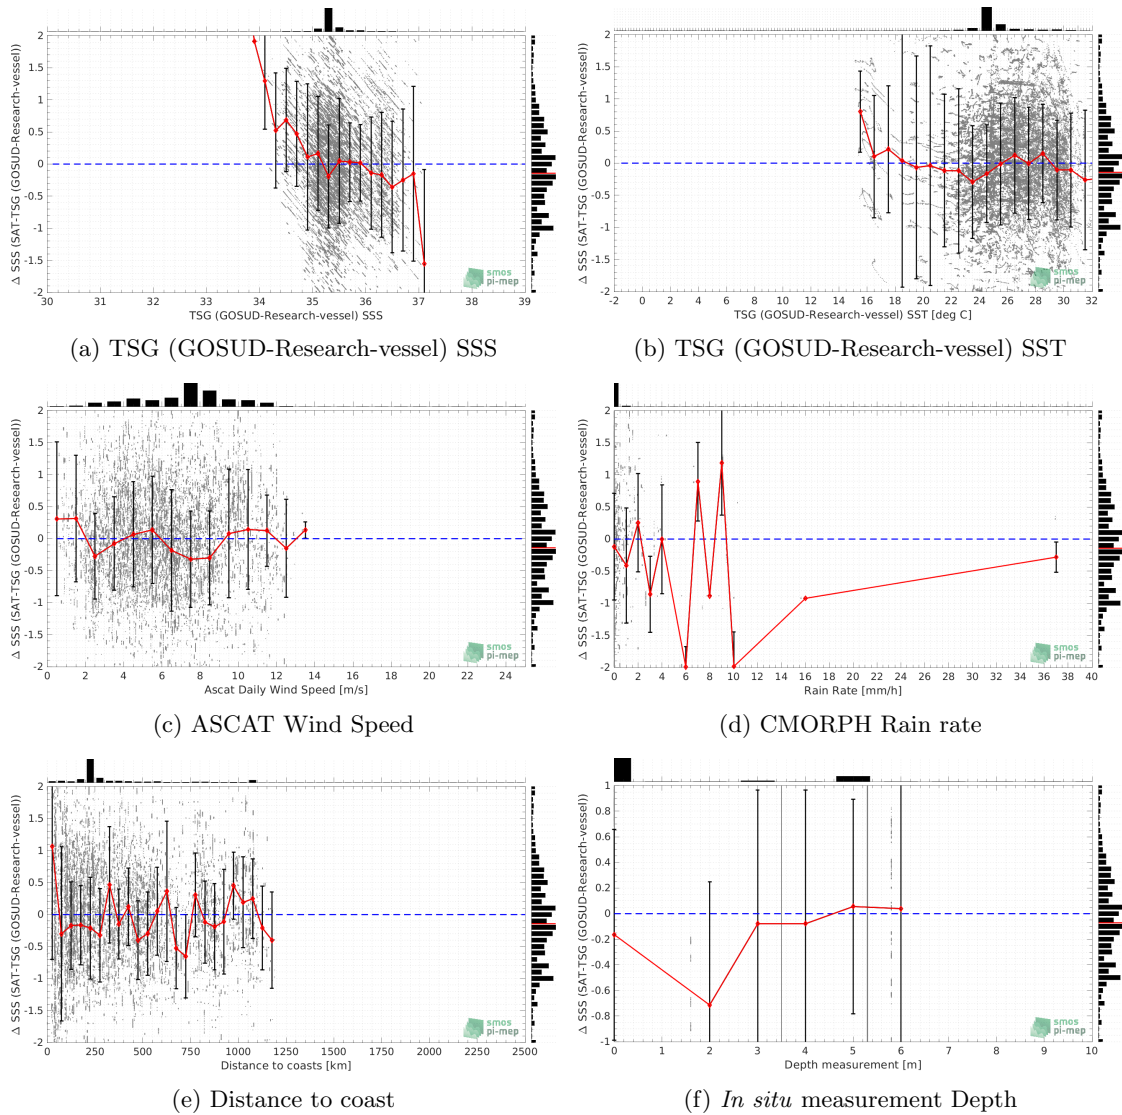 2
1.5
1
0.5
0
-0.5
-1
-1.5
-2
Δ SSS (SAT-TSG (GOSUD-Research-vessel))
30 31 32 33 34 35 36 37 38 39
TSG (GOSUD-Research-vessel) SSS
smos
pi-mep
(a) TSG (GOSUD-Research-vessel) SSS
2
1.5
1
0.5
0
-0.5
-1
-1.5
-2
Δ SSS (SAT-TSG (GOSUD-Research-vessel))
-2 0 2 4 6 8 10 12 14 16 18 20 22 24 26 28 30 32
TSG (GOSUD-Research-vessel) SST [deg C]
smos
pi-mep
(b) TSG (GOSUD-Research-vessel) SST
2
1.5
1
0.5
0
-0.5
-1
-1.5
-2
Δ SSS (SAT-TSG (GOSUD-Research-vessel))
0 2 4 6 8 10 12 14 16 18 20 22 24
Ascat Daily Wind Speed [m/s]
smos
pi-mep
(c) ASCAT Wind Speed
2
1.5
1
0.5
0
-0.5
-1
-1.5
-2
Δ SSS (SAT-TSG (GOSUD-Research-vessel))
0 2 4 6 8 10 12 14 16 18 20 22 24 26 28 30 32 34 36 38 40
Rain Rate [mm/h]
smos
pi-mep
(d) CMORPH Rain rate
2
1.5
1
0.5
0
-0.5
-1
-1.5
-2
Δ SSS (SAT-TSG (GOSUD-Research-vessel))
0 250 500 750 1000 1250 1500 1750 2000 2250 2500
Distance to coasts [km]
smos
pi-mep
(e) Distance to coast
1
0.8
0.6
0.4
0.2
0
-0.2
-0.4
-0.6
-0.8
-1
Δ SSS (SAT-TSG (GOSUD-Research-vessel))
0 1 2 3 4 5 6 7 8 9 10
Depth measurement [m]
smos
pi-mep
(f) In situ measurement Depth